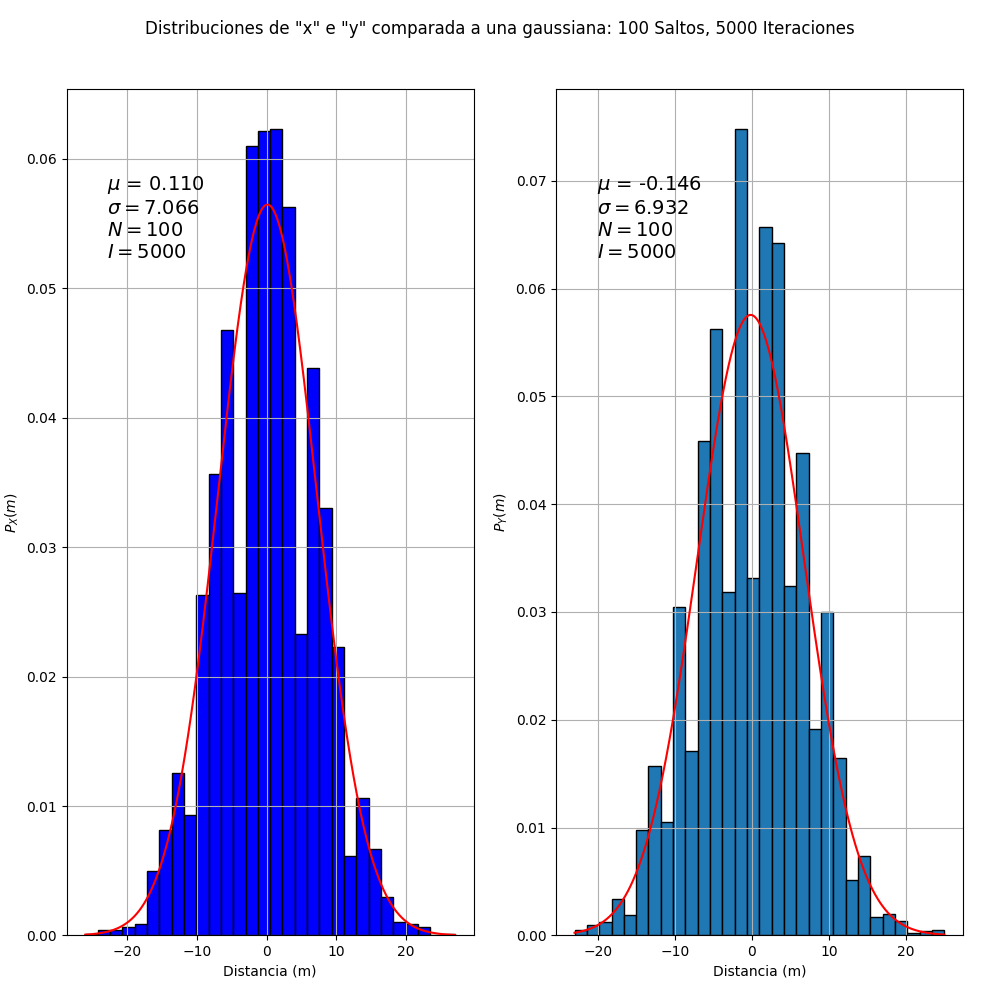 Distribuciones de "x" e "y" comparada a una gaussiana: 100 Saltos, 5000 Iteraciones
0.06
0.05
0.04
0.03
0.02
0.01
0.00
P_X(m)
μ = 0.110
σ = 7.066
N = 100
I = 5000
−20 −10 0 10 20
Distancia (m)
0.07
0.06
0.05
0.04
0.03
0.02
0.01
0.00
P_Y(m)
μ = -0.146
σ = 6.932
N = 100
I = 5000
−20 −10 0 10 20
Distancia (m)